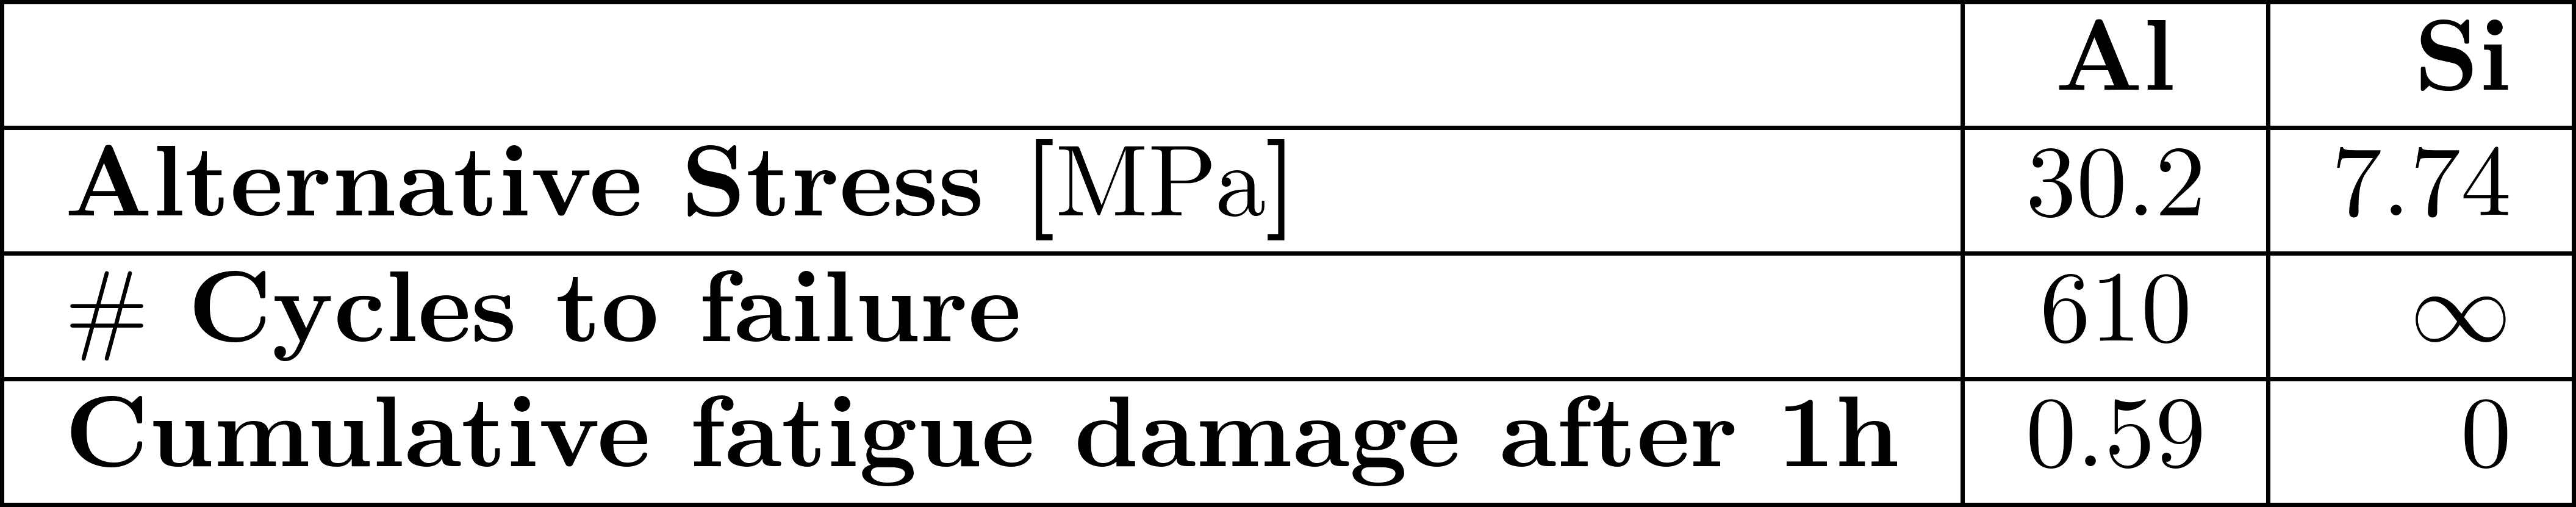 Al Si
Alternative Stress [MPa] 30.2 7.74
# Cycles to failure 610 ∞
Cumulative fatigue damage after 1h 0.59 0